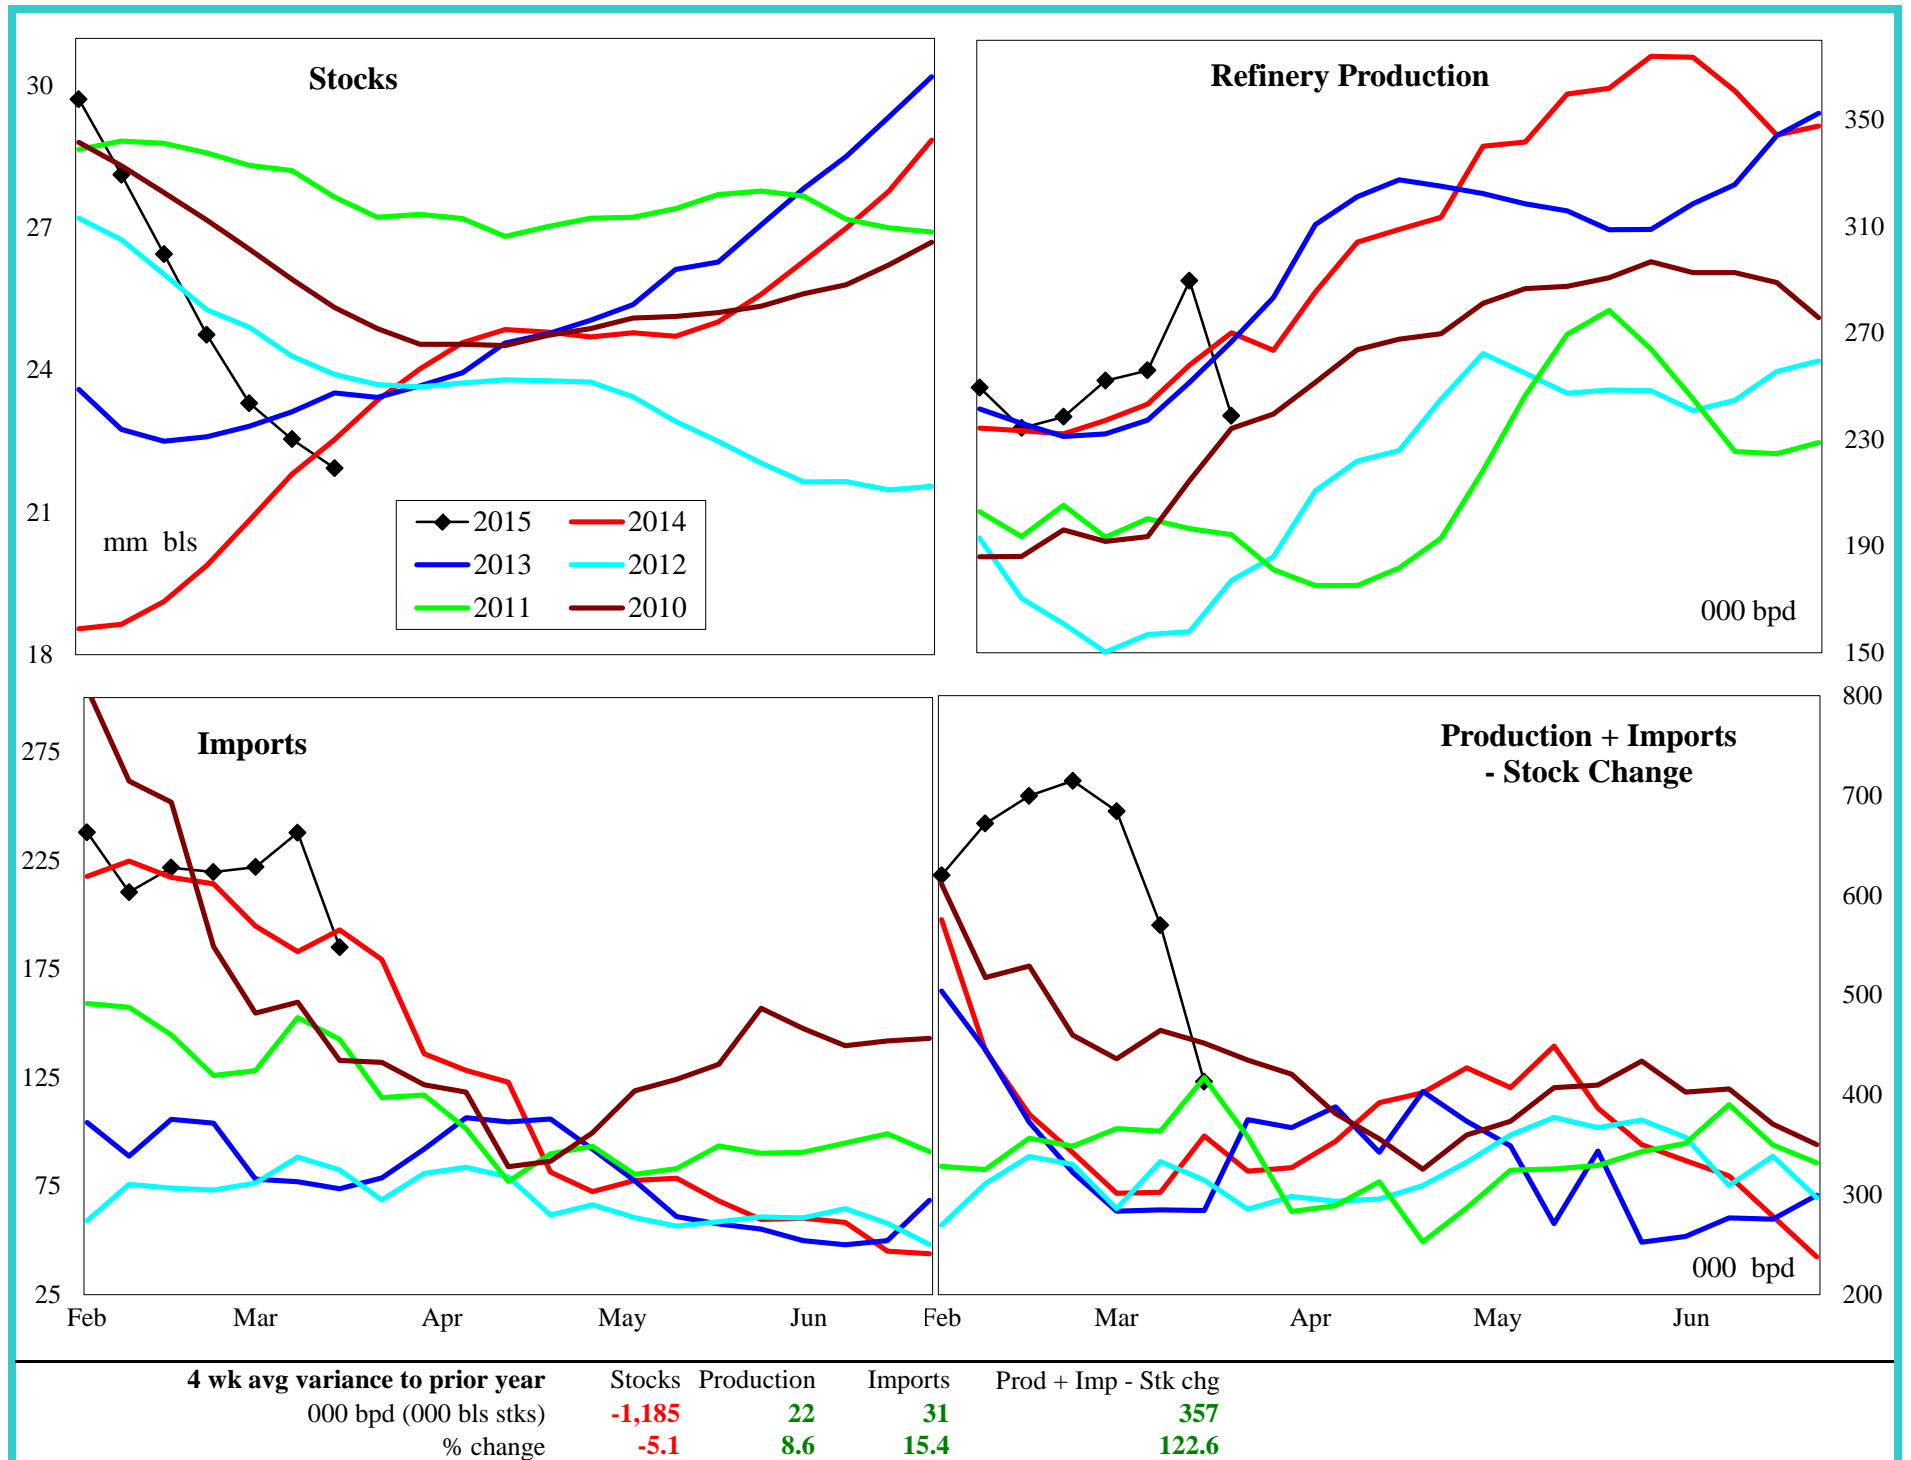 Stocks
30
27
24
21
18
mm bls
2015
2014
2013
2012
2011
2010
Refinery Production
350
310
270
230
190
150
000 bpd
Imports
275
225
175
125
75
25
Feb Mar Apr May Jun
Production + Imports
- Stock Change
800
700
600
500
400
300
200
000 bpd
Feb Mar Apr May Jun
4 wk avg variance to prior year Stocks Production Imports Prod + Imp - Stk chg
000 bpd (000 bls stks) -1,185 22 31 357
% change -5.1 8.6 15.4 122.6